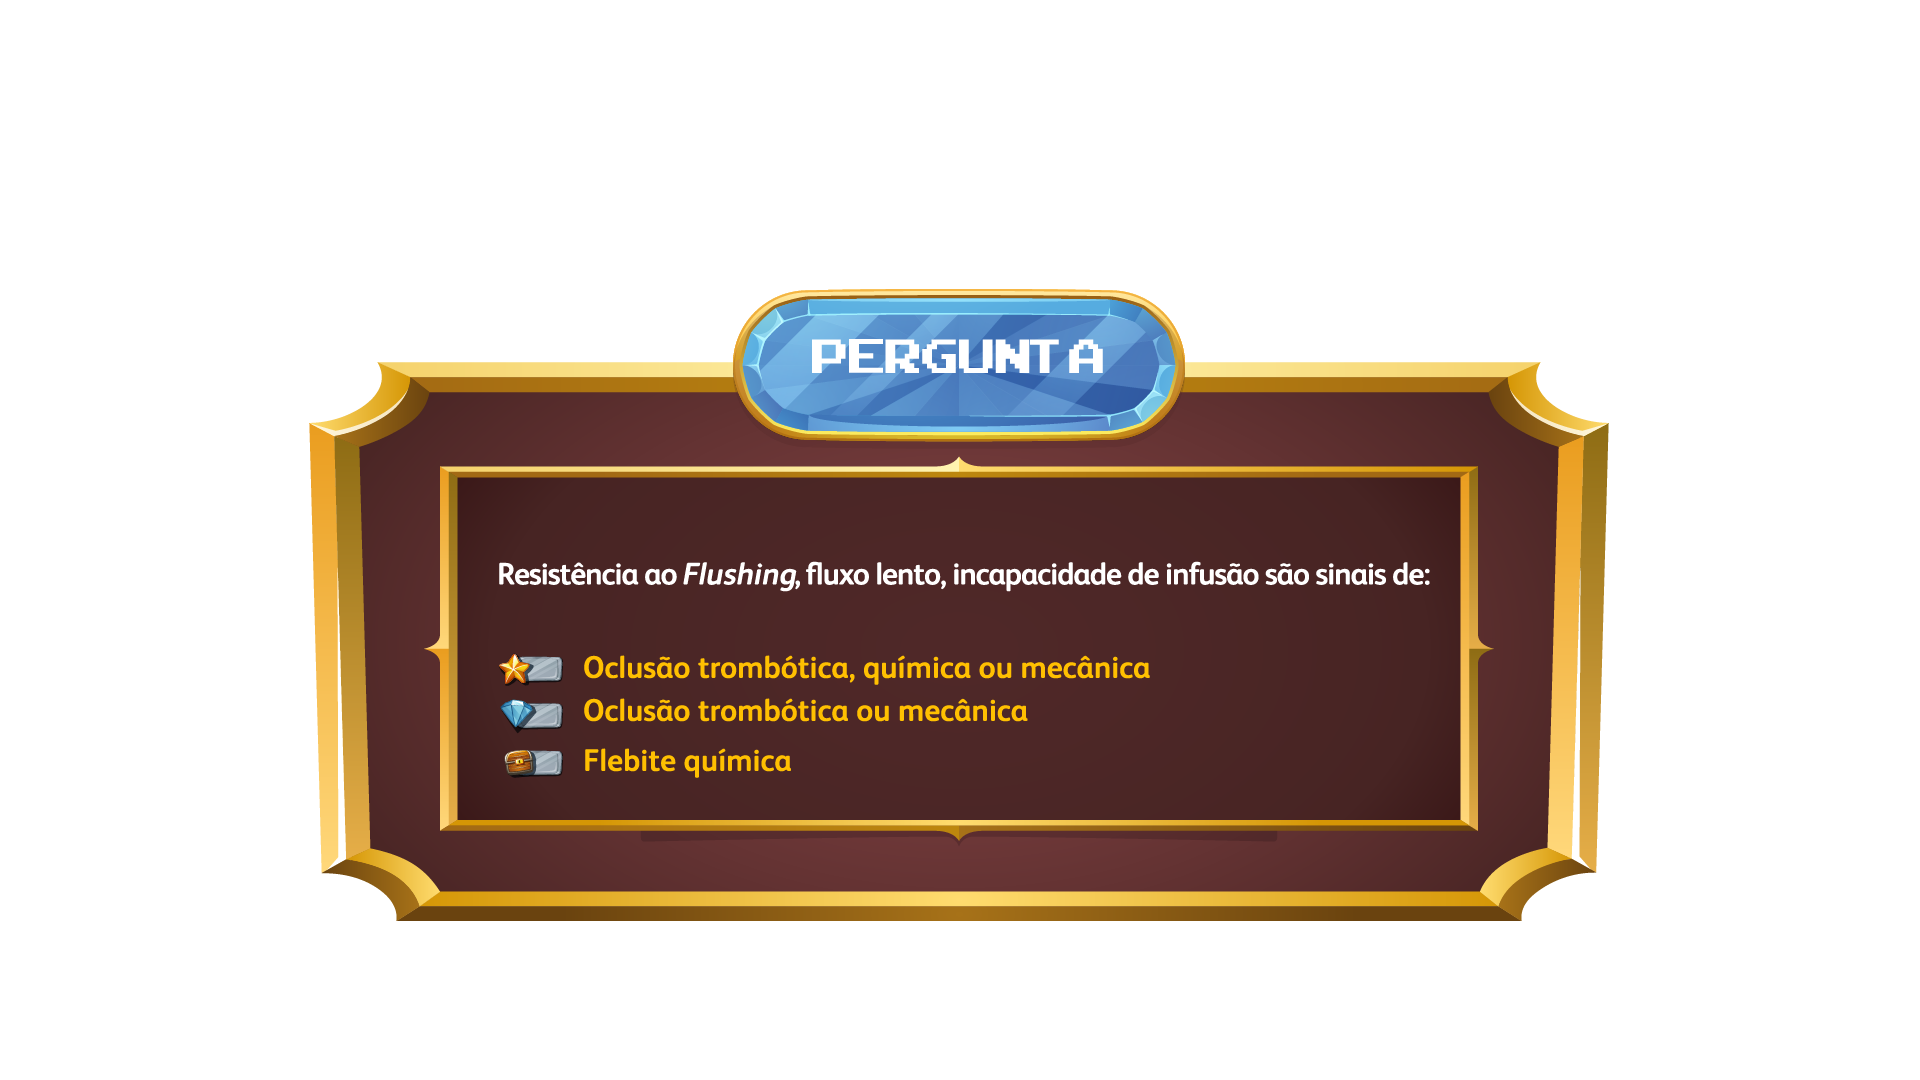 PERGUNTA
Resistência ao Flushing, fluxo lento, incapacidade de infusão são sinais de:
Oclusão trombótica, química ou mecânica
Oclusão trombótica ou mecânica
Flebite química